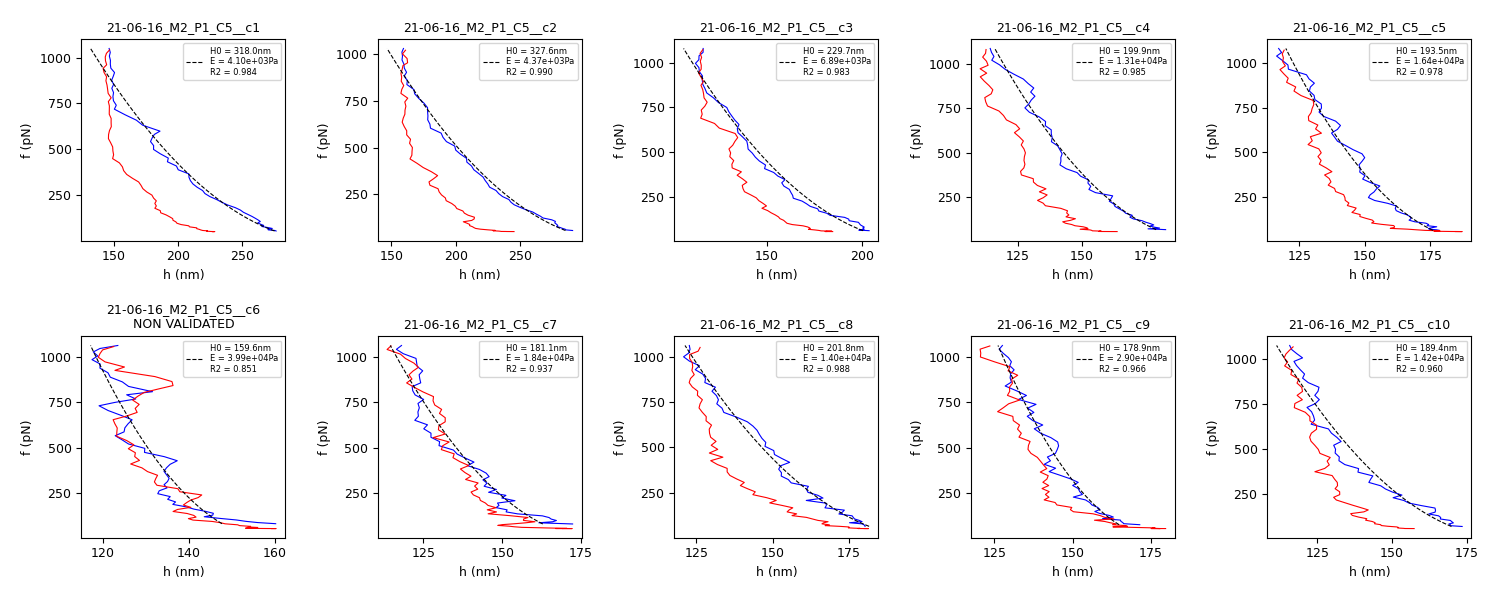 21-06-16_M2_P1_C5__c1
H0 = 318.0nm
E = 4.10e+03Pa
R2 = 0.984
1000
750
500
250
f (pN)
150
200
250
h (nm)
21-06-16_M2_P1_C5__c2
H0 = 327.6nm
E = 4.37e+03Pa
R2 = 0.990
1000
750
500
250
f (pN)
150
200
250
h (nm)
21-06-16_M2_P1_C5__c3
H0 = 229.7nm
E = 6.89e+03Pa
R2 = 0.983
1000
750
500
250
f (pN)
150
200
h (nm)
21-06-16_M2_P1_C5__c4
H0 = 199.9nm
E = 1.31e+04Pa
R2 = 0.985
1000
750
500
250
f (pN)
125
150
175
h (nm)
21-06-16_M2_P1_C5__c5
H0 = 193.5nm
E = 1.64e+04Pa
R2 = 0.978
1000
750
500
250
f (pN)
125
150
175
h (nm)
21-06-16_M2_P1_C5__c6
NON VALIDATED
H0 = 159.6nm
E = 3.99e+04Pa
R2 = 0.851
1000
750
500
250
f (pN)
120
140
160
h (nm)
21-06-16_M2_P1_C5__c7
H0 = 181.1nm
E = 1.84e+04Pa
R2 = 0.937
1000
750
500
250
f (pN)
125
150
175
h (nm)
21-06-16_M2_P1_C5__c8
H0 = 201.8nm
E = 1.40e+04Pa
R2 = 0.988
1000
750
500
250
f (pN)
125
150
175
h (nm)
21-06-16_M2_P1_C5__c9
H0 = 178.9nm
E = 2.90e+04Pa
R2 = 0.966
1000
750
500
250
f (pN)
125
150
175
h (nm)
21-06-16_M2_P1_C5__c10
H0 = 189.4nm
E = 1.42e+04Pa
R2 = 0.960
1000
750
500
250
f (pN)
125
150
175
h (nm)